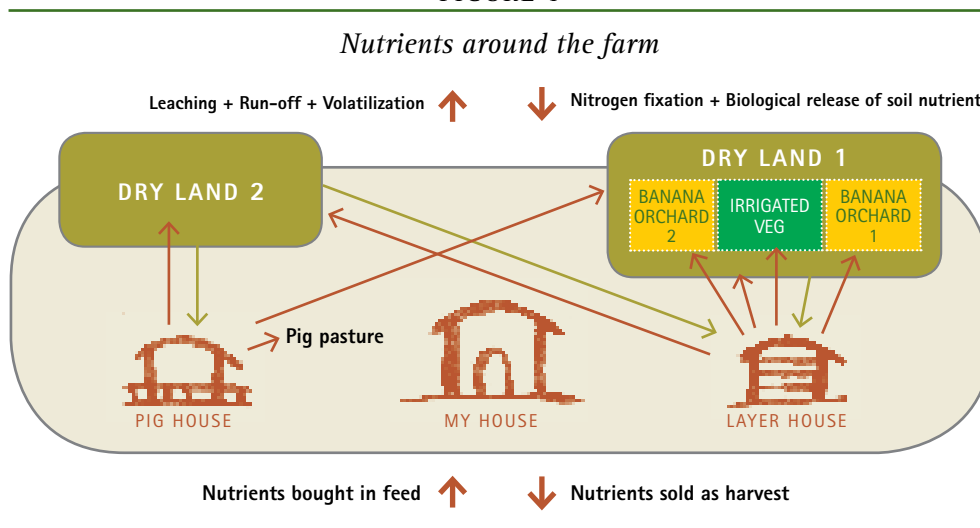 Nutrients around the farm
Leaching + Run-off + Volatilization
Nitrogen fixation + Biological release of soil nutrient
DRY LAND 2
DRY LAND 1
BANANA
ORCHARD
2
IRRIGATED
VEG
BANANA
ORCHARD
1
Pig pasture
PIG HOUSE
MY HOUSE
LAYER HOUSE
Nutrients bought in feed
Nutrients sold as harvest